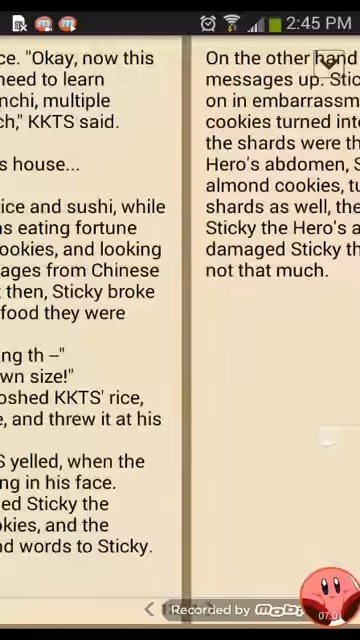 2:45 PM
ce. "Okay, now this
need to learn
nchi, multiple
ch," KKTS said.
s house...
ice and sushi, while
as eating fortune
ookies, and looking
ages from Chinese
t then, Sticky broke
food they were
ng th --"
wn size!"
oshed KKTS' rice,
e, and threw it at his
S yelled, when the
ng in his face.
ed Sticky the
okies, and the
nd words to Sticky.
On the other hand
messages up. Stic
on in embarrassm
cookies turned int
the shards were th
Hero's abdomen, S
almond cookies, tu
shards as well, the
Sticky the Hero's a
damaged Sticky th
not that much.
Recorded by mobi
07:01